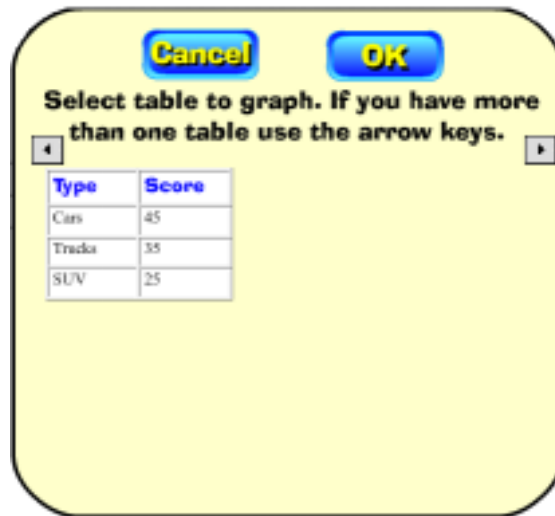 Cancel OK
Select table to graph. If you have more
than one table use the arrow keys.
Type Score
Cars 45
Trucks 35
SUV 25